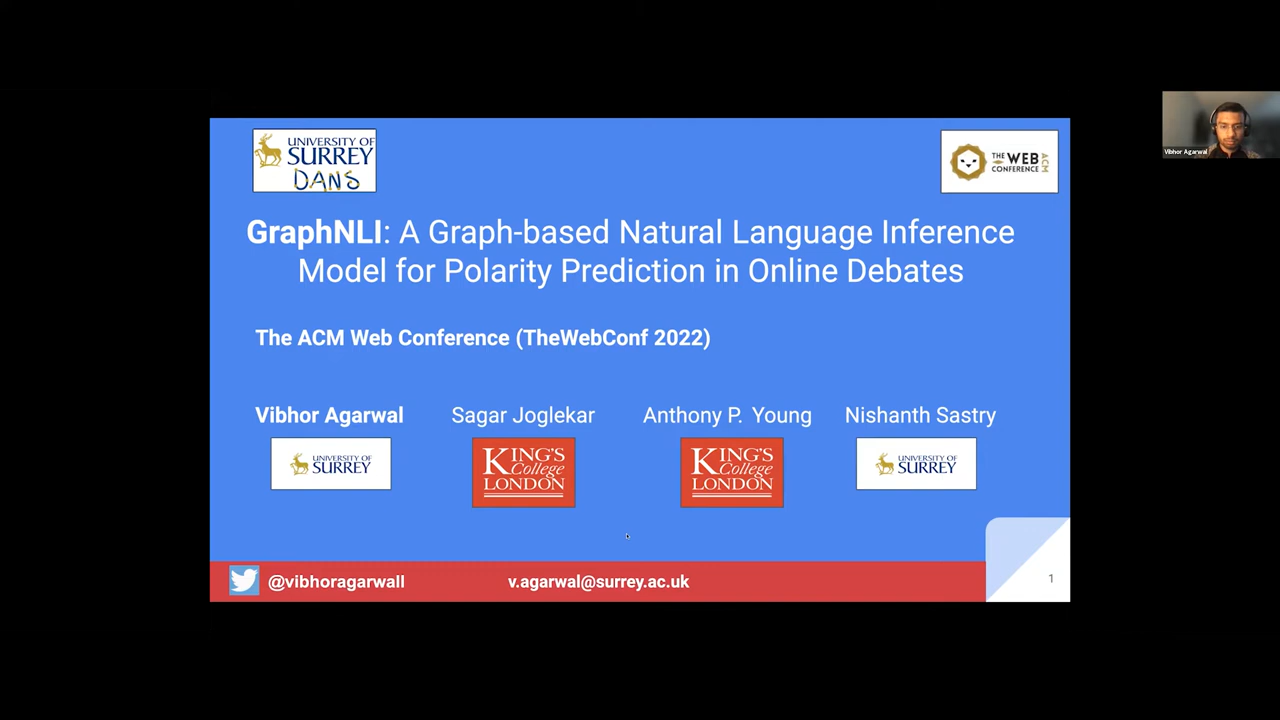 UNIVERSITY OF
SURREY
DANS
THE WEB
CONFERENCE
ACM
GraphNLI: A Graph-based Natural Language Inference
Model for Polarity Prediction in Online Debates
The ACM Web Conference (TheWebConf 2022)
Vibhor Agarwal Sagar Joglekar Anthony P. Young Nishanth Sastry
UNIVERSITY OF
SURREY
KING'S
College
LONDON
KING'S
College
LONDON
UNIVERSITY OF
SURREY
@vibhoragarwall v.agarwal@surrey.ac.uk
1
Vibhor Agarwal